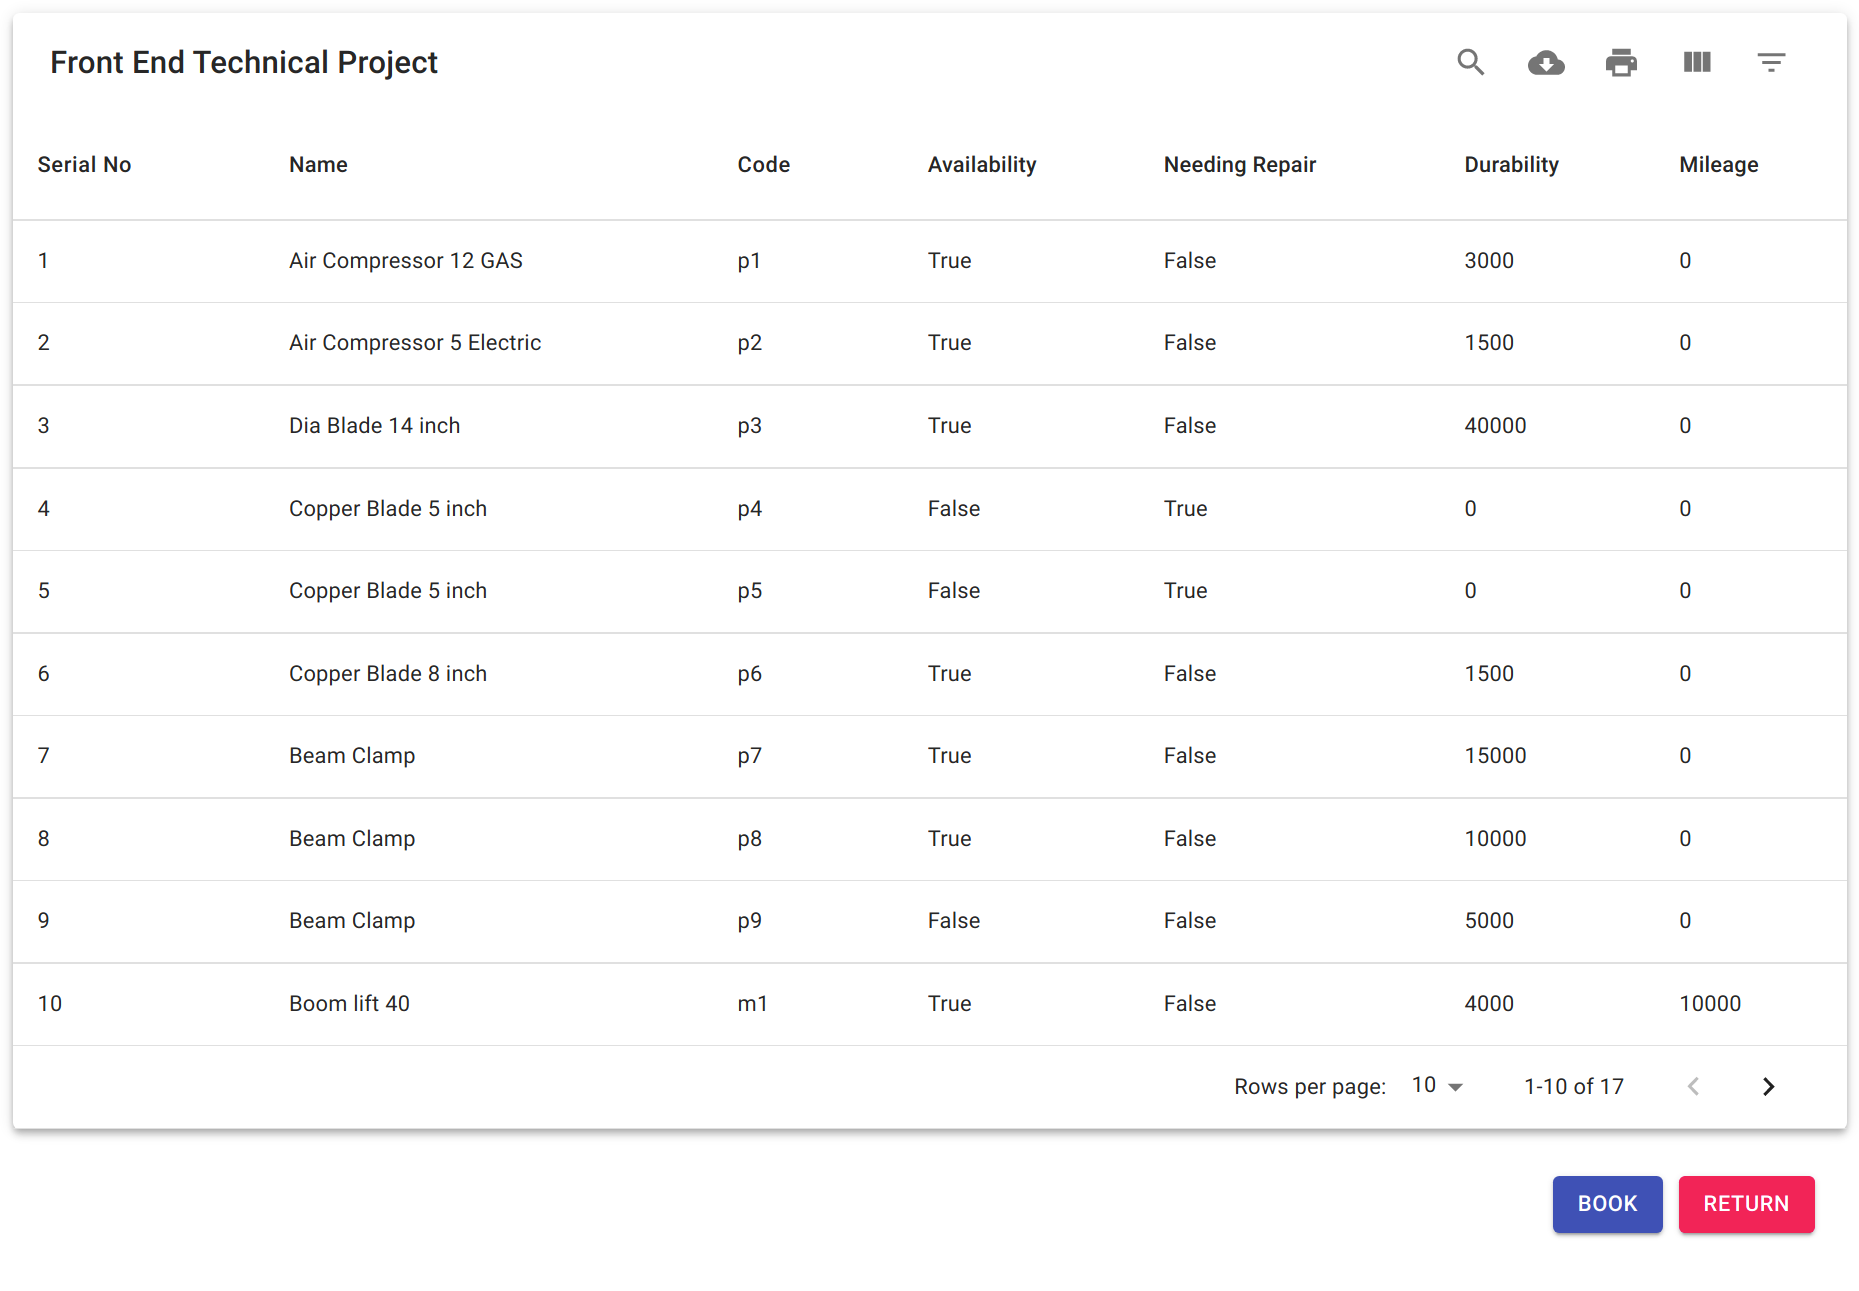 Front End Technical Project
Serial No Name Code Availability Needing Repair Durability Mileage
1 Air Compressor 12 GAS p1 True False 3000 0
2 Air Compressor 5 Electric p2 True False 1500 0
3 Dia Blade 14 inch p3 True False 40000 0
4 Copper Blade 5 inch p4 False True 0 0
5 Copper Blade 5 inch p5 False True 0 0
6 Copper Blade 8 inch p6 True False 1500 0
7 Beam Clamp p7 True False 15000 0
8 Beam Clamp p8 True False 10000 0
9 Beam Clamp p9 False False 5000 0
10 Boom lift 40 m1 True False 4000 10000
Rows per page: 10 1-10 of 17
BOOK RETURN